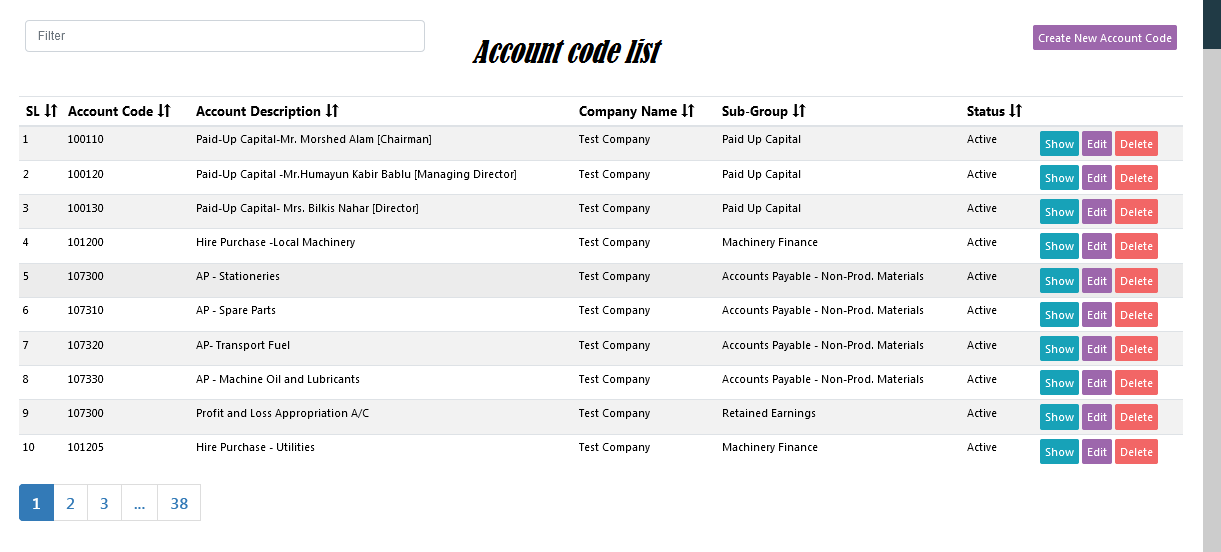 Filter
Account code list
Create New Account Code
SL Account Code Account Description Company Name Sub-Group Status
1 100110 Paid-Up Capital-Mr. Morshed Alam [Chairman] Test Company Paid Up Capital Active Show Edit Delete
2 100120 Paid-Up Capital -Mr.Humayun Kabir Bablu [Managing Director] Test Company Paid Up Capital Active Show Edit Delete
3 100130 Paid-Up Capital- Mrs. Bilkis Nahar [Director] Test Company Paid Up Capital Active Show Edit Delete
4 101200 Hire Purchase -Local Machinery Test Company Machinery Finance Active Show Edit Delete
5 107300 AP - Stationeries Test Company Accounts Payable - Non-Prod. Materials Active Show Edit Delete
6 107310 AP - Spare Parts Test Company Accounts Payable - Non-Prod. Materials Active Show Edit Delete
7 107320 AP- Transport Fuel Test Company Accounts Payable - Non-Prod. Materials Active Show Edit Delete
8 107330 AP - Machine Oil and Lubricants Test Company Accounts Payable - Non-Prod. Materials Active Show Edit Delete
9 107300 Profit and Loss Appropriation A/C Test Company Retained Earnings Active Show Edit Delete
10 101205 Hire Purchase - Utilities Test Company Machinery Finance Active Show Edit Delete
1 2 3 ... 38